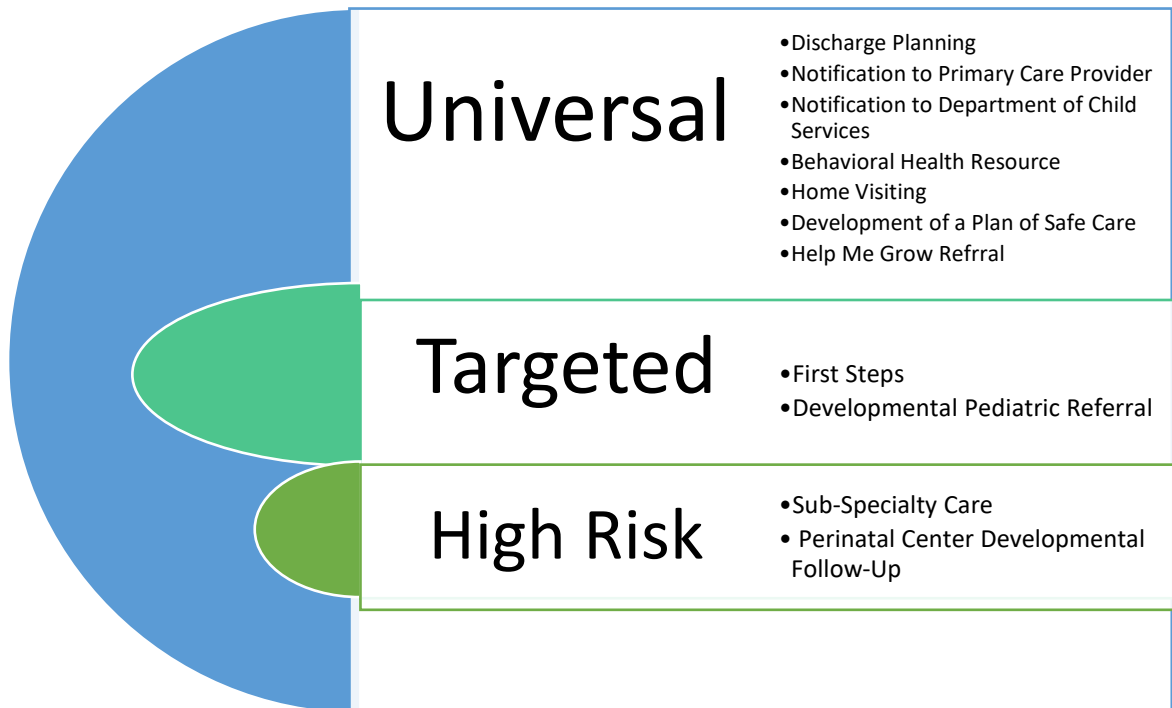 Universal
•Discharge Planning
•Notification to Primary Care Provider
•Notification to Department of Child
Services
•Behavioral Health Resource
•Home Visiting
•Development of a Plan of Safe Care
•Help Me Grow Refrral
Targeted
•First Steps
•Developmental Pediatric Referral
High Risk
•Sub-Specialty Care
• Perinatal Center Developmental
Follow-Up